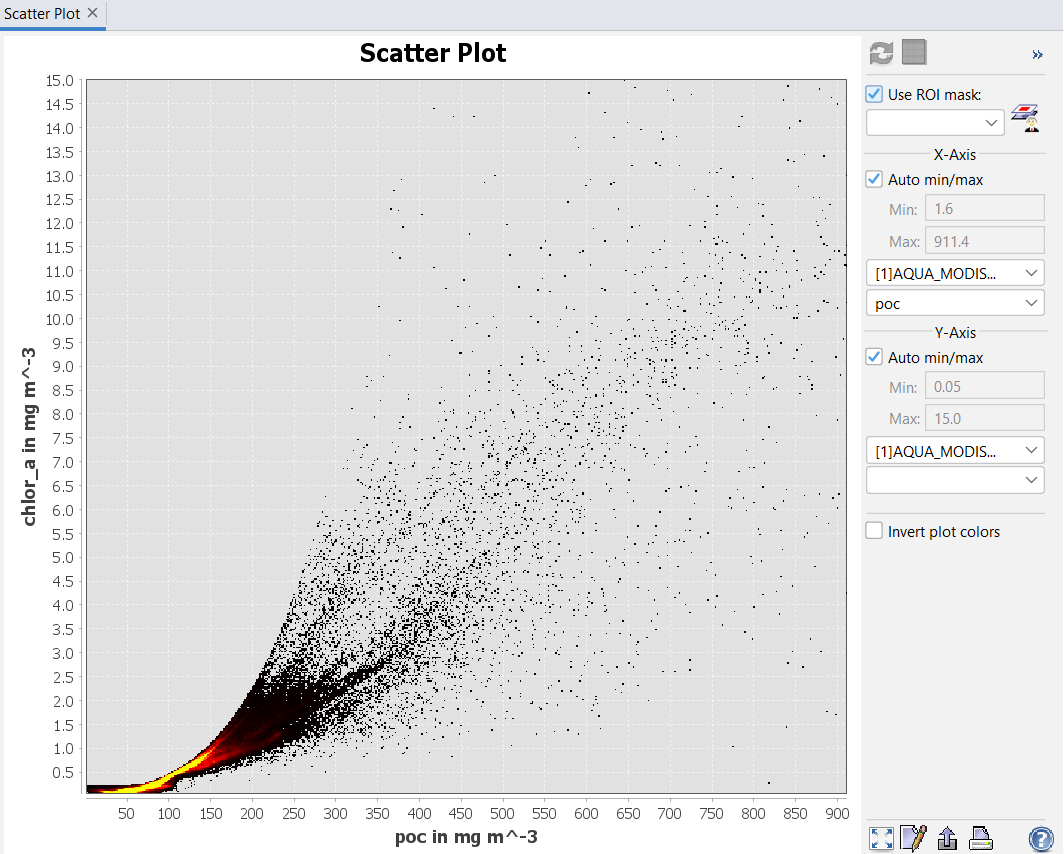 Scatter Plot ✕
Scatter Plot
chlor_a in mg m^-3
15.0
14.5
14.0
13.5
13.0
12.5
12.0
11.5
11.0
10.5
10.0
9.5
9.0
8.5
8.0
7.5
7.0
6.5
6.0
5.5
5.0
4.5
4.0
3.5
3.0
2.5
2.0
1.5
1.0
0.5
50 100 150 200 250 300 350 400 450 500 550 600 650 700 750 800 850 900
poc in mg m^-3
»
Use ROI mask:
X-Axis
Auto min/max
Min: 1.6
Max: 911.4
[1]AQUA_MODIS...
poc
Y-Axis
Auto min/max
Min: 0.05
Max: 15.0
[1]AQUA_MODIS...
Invert plot colors
?